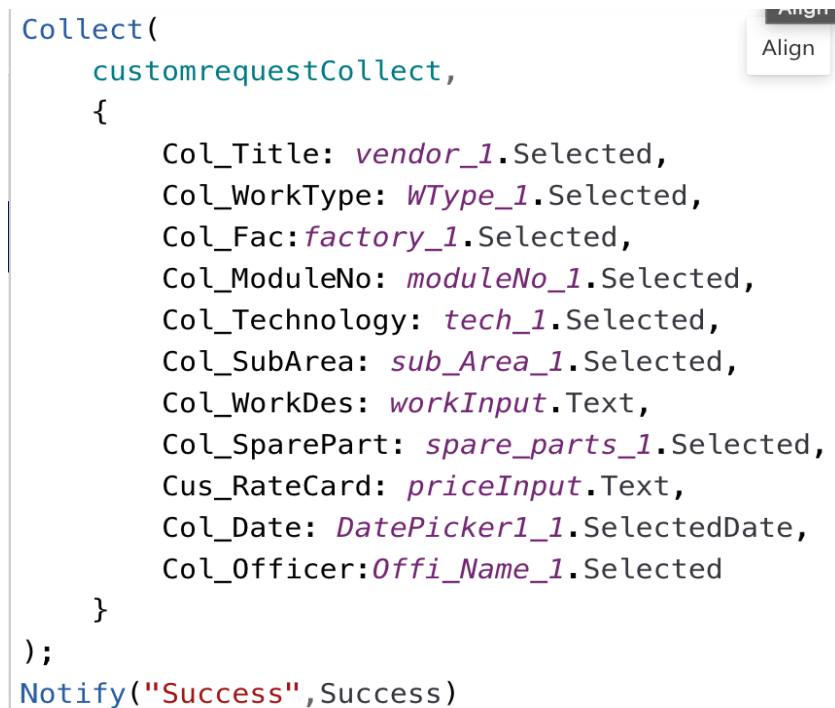 Align
Align
Collect(
customrequestCollect,
{
Col_Title: vendor_1.Selected,
Col_WorkType: WType_1.Selected,
Col_Fac:factory_1.Selected,
Col_ModuleNo: moduleNo_1.Selected,
Col_Technology: tech_1.Selected,
Col_SubArea: sub_Area_1.Selected,
Col_WorkDes: workInput.Text,
Col_SparePart: spare_parts_1.Selected,
Cus_RateCard: priceInput.Text,
Col_Date: DatePicker1_1.SelectedDate,
Col_Officer:Offi_Name_1.Selected
}
);
Notify("Success",Success)